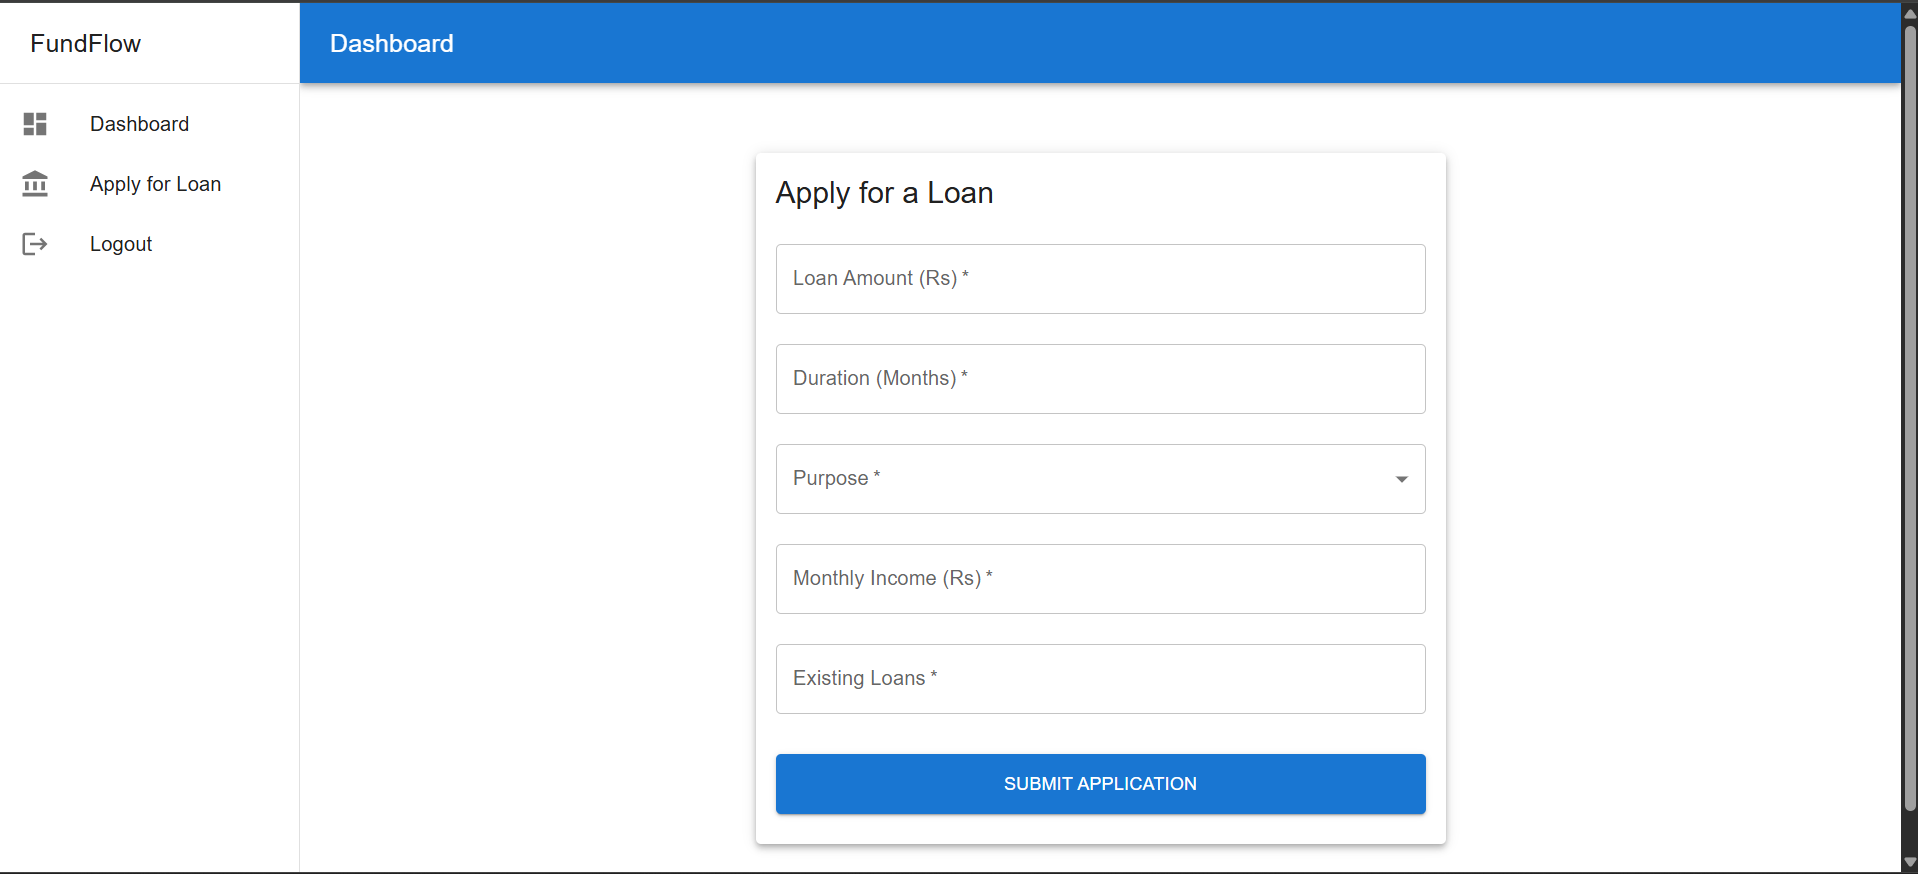 FundFlow
Dashboard
Dashboard
Apply for Loan
Logout
Apply for a Loan
Loan Amount (Rs) *
Duration (Months) *
Purpose *
Monthly Income (Rs) *
Existing Loans *
SUBMIT APPLICATION